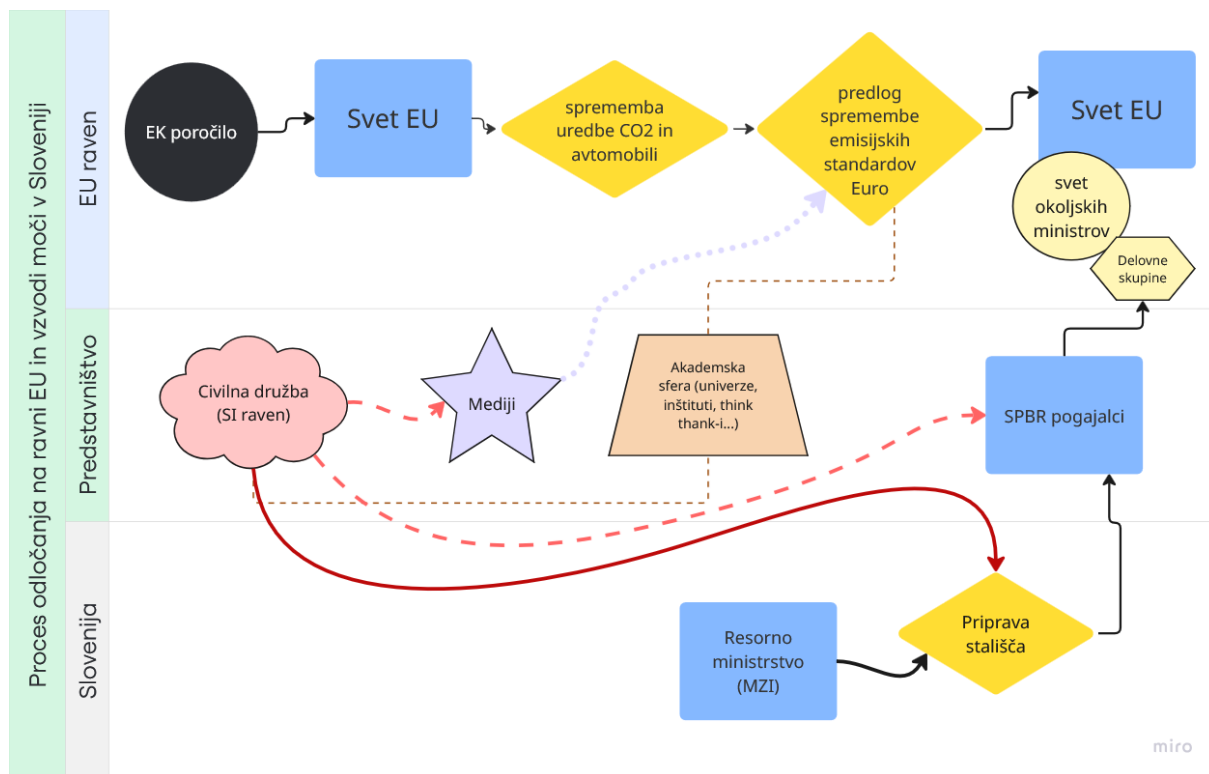 Proces odločanja na ravni EU in vzvodi moči v Sloveniji
EU raven
EK poročilo
Svet EU
sprememba
uredbe CO2 in
avtomobili
predlog
spremembe
emisijskih
standardov
Euro
Svet EU
svet
okoljskih
ministrov
Delovne
skupine
Predstavništvo
Civilna družba
(SI raven)
Mediji
Akademska
sfera (univerze,
inštituti, think
thank-i...)
SPBR pogajalci
Slovenija
Resorno
ministrstvo
(MZI)
Priprava
stališča
miro